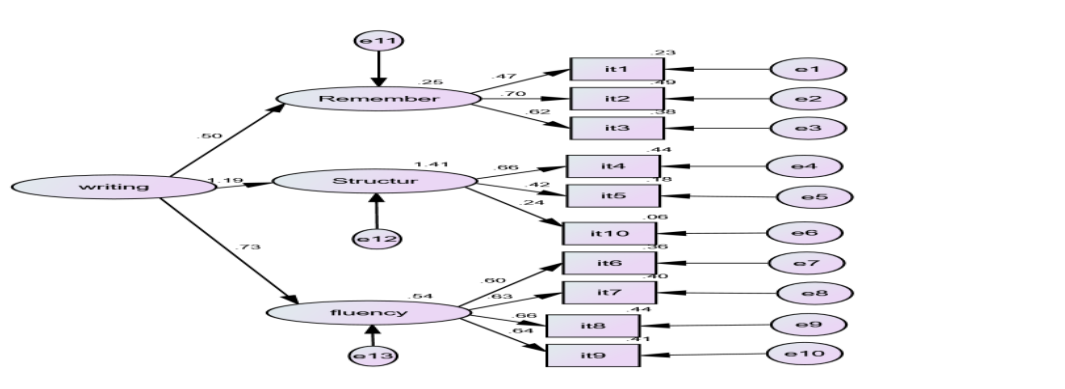 e11
.23
.25
.47
it1
e1
.49
Remember
.70
it2
e2
.38
.62
it3
e3
.50
.44
1.41
.66
it4
e4
.18
writing
1.19
Structur
.42
it5
e5
.24
.06
e12
it10
e6
.36
.73
.60
it6
e7
.40
.54
.63
it7
e8
.44
fluency
.66
it8
e9
.41
.64
e13
it9
e10